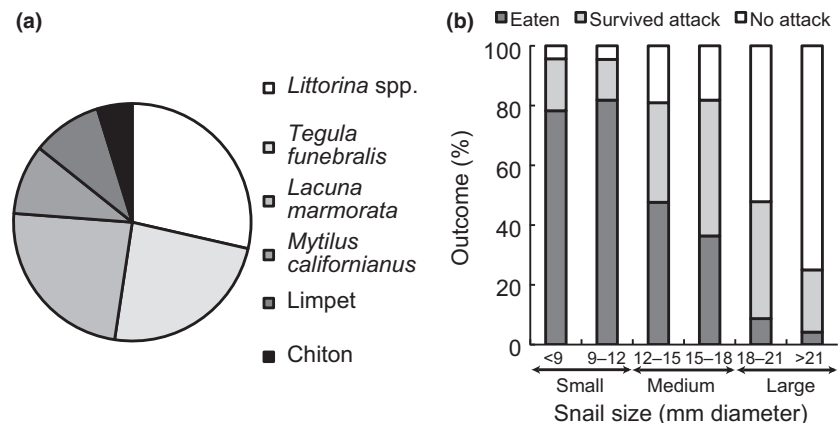 (a)
Littorina spp.
Tegula
funebralis
Lacuna
marmorata
Mytilus
californianus
Limpet
Chiton
(b)
Eaten Survived attack No attack
100
80
60
40
20
0
Outcome (%)
<9 9–12 12–15 15–18 18–21 >21
Small Medium Large
Snail size (mm diameter)